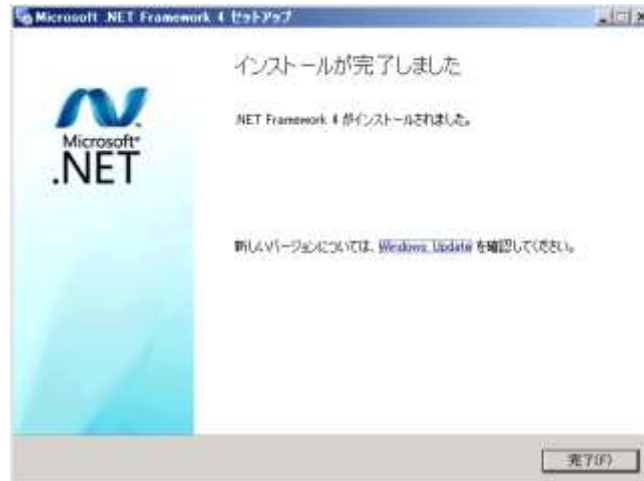 Microsoft .NET Framework 4 セットアップ
インストールが完了しました
Microsoft®
.NET
.NET Framework 4 がインストールされました。
新しいバージョンについては、Windows Update を確認してください。
完了(F)